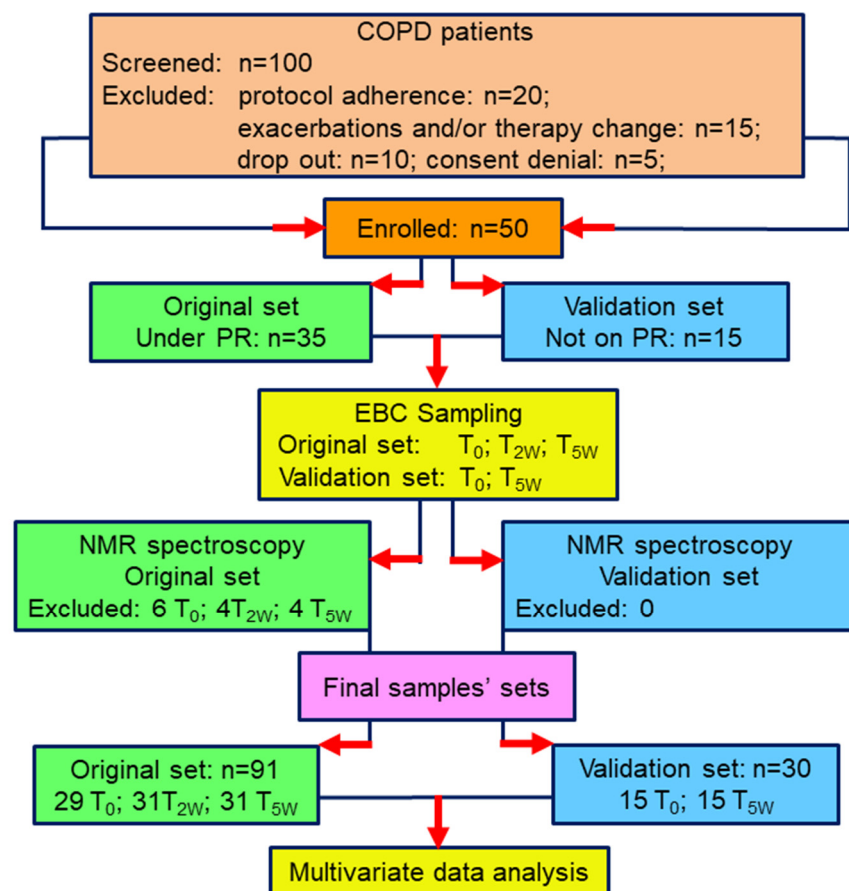 COPD patients
Screened: n=100
Excluded: protocol adherence: n=20;
exacerbations and/or therapy change: n=15;
drop out: n=10; consent denial: n=5;
Enrolled: n=50
Original set
Under PR: n=35
Validation set
Not on PR: n=15
EBC Sampling
Original set: T0; T2W; T5W
Validation set: T0; T5W
NMR spectroscopy
Original set
Excluded: 6 T0; 4T2W; 4 T5W
NMR spectroscopy
Validation set
Excluded: 0
Final samples’ sets
Original set: n=91
29 T0; 31T2W; 31 T5W
Validation set: n=30
15 T0; 15 T5W
Multivariate data analysis